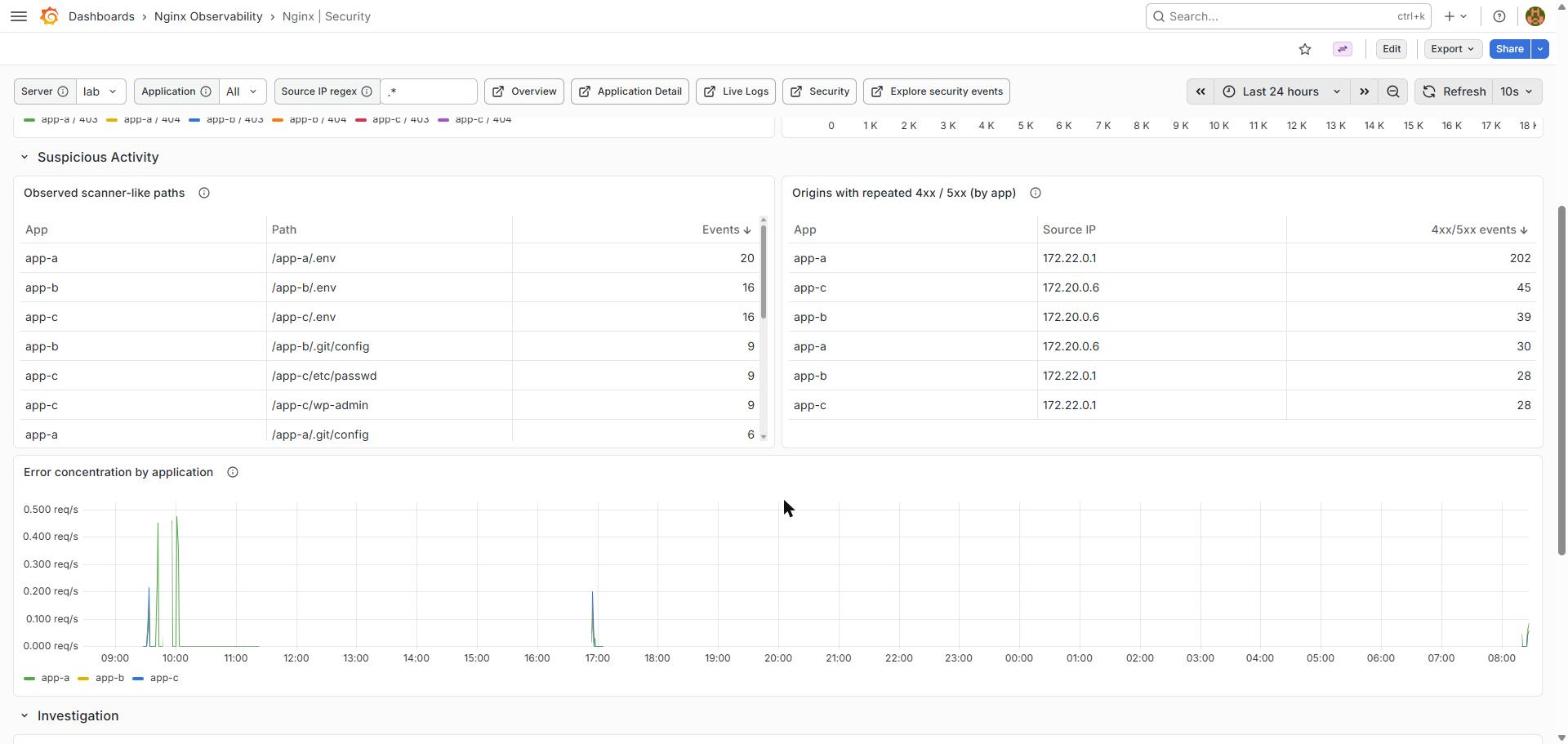 Dashboards › Nginx Observability › Nginx | Security
Search... ctrl+k
Edit Export Share
Server lab Application All Source IP regex .* Overview Application Detail Live Logs Security Explore security events Last 24 hours Refresh 10s
app-a / 403 app-a / 404 app-b / 403 app-b / 404 app-c / 403 app-c / 404
0 1 K 2 K 3 K 4 K 5 K 6 K 7 K 8 K 9 K 10 K 11 K 12 K 13 K 14 K 15 K 16 K 17 K 18 K
Suspicious Activity
Observed scanner-like paths
App Path Events ↓
app-a /app-a/.env 20
app-b /app-b/.env 16
app-c /app-c/.env 16
app-b /app-b/.git/config 9
app-c /app-c/etc/passwd 9
app-c /app-c/wp-admin 9
app-a /app-a/.git/config 6
Origins with repeated 4xx / 5xx (by app)
App Source IP 4xx/5xx events ↓
app-a 172.22.0.1 202
app-c 172.20.0.6 45
app-b 172.20.0.6 39
app-a 172.20.0.6 30
app-b 172.22.0.1 28
app-c 172.22.0.1 28
Error concentration by application
0.500 req/s
0.400 req/s
0.300 req/s
0.200 req/s
0.100 req/s
0.000 req/s
09:00 10:00 11:00 12:00 13:00 14:00 15:00 16:00 17:00 18:00 19:00 20:00 21:00 22:00 23:00 00:00 01:00 02:00 03:00 04:00 05:00 06:00 07:00 08:00
app-a app-b app-c
Investigation